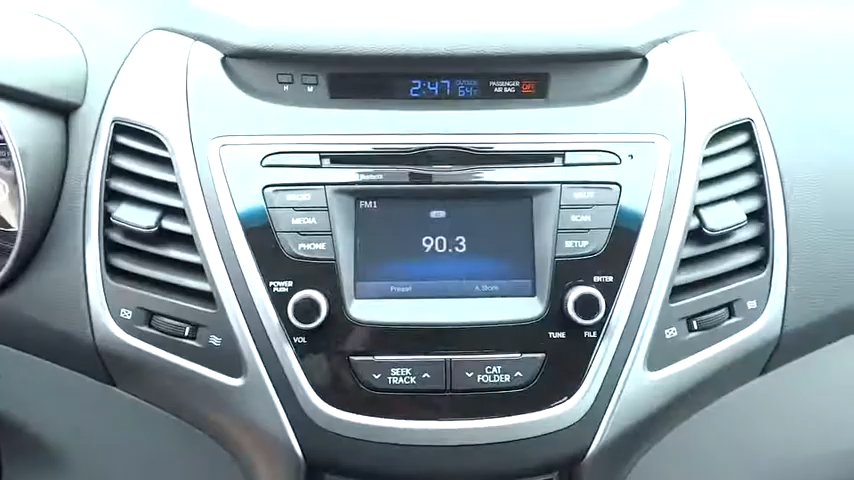 2:47
OUTSIDE
64°F
PASSENGER
AIR BAG
OFF
H
M
Bluetooth
RADIO
MEDIA
PHONE
FM1
90.3
Preset
A.Store
SCAN
SETUP
POWER
PUSH
VOL
ENTER
TUNE
FILE
SEEK
TRACK
CAT
FOLDER